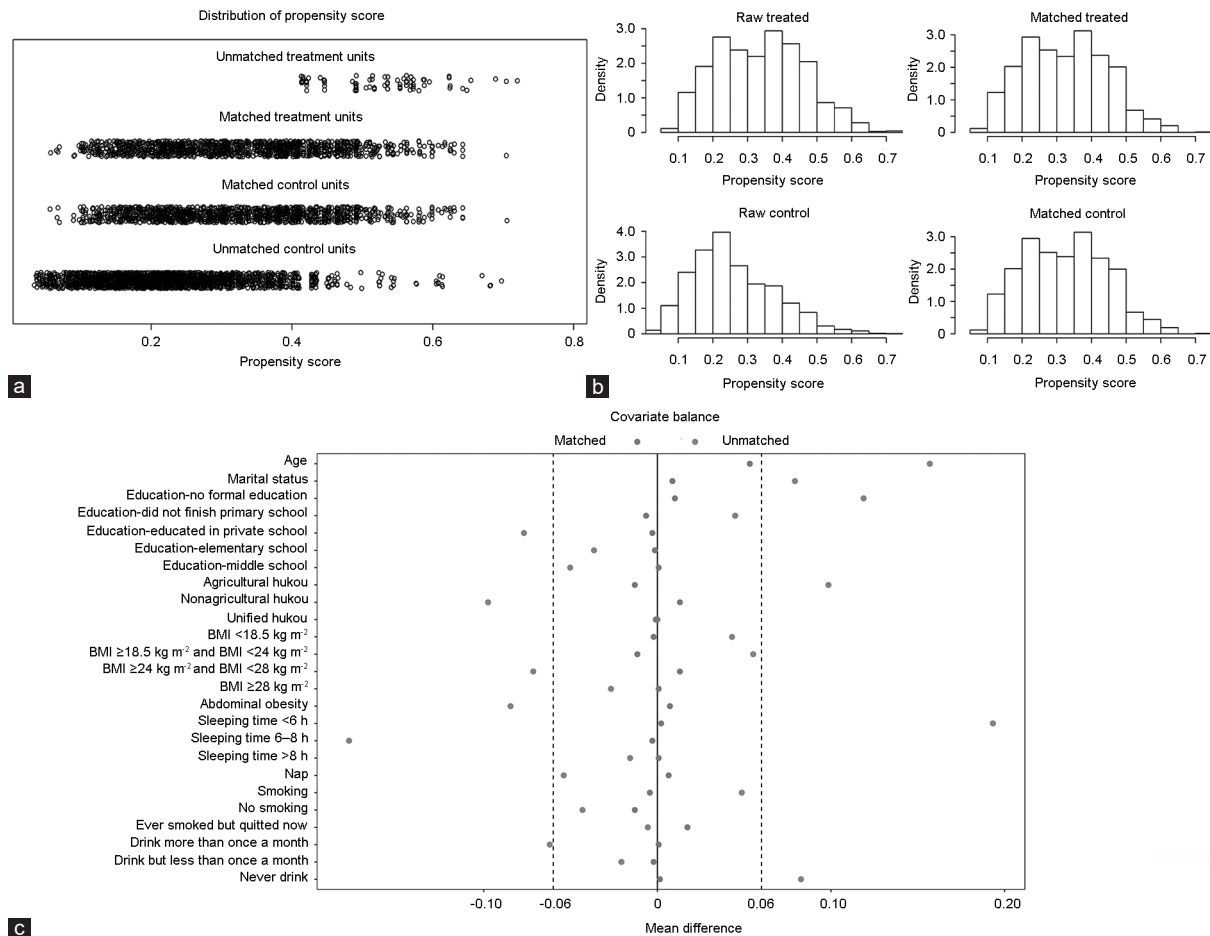 Distribution of propensity score
Unmatched treatment units
Matched treatment units
Matched control units
Unmatched control units
0.2 0.4 0.6 0.8
Propensity score
a
Raw treated
3.0
2.0
1.0
0
Density
0.1 0.2 0.3 0.4 0.5 0.6 0.7
Propensity score
Matched treated
3.0
2.0
1.0
0
Density
0.1 0.2 0.3 0.4 0.5 0.6 0.7
Propensity score
Raw control
4.0
3.0
2.0
1.0
0
Density
0.1 0.2 0.3 0.4 0.5 0.6 0.7
Propensity score
Matched control
3.0
2.0
1.0
0
Density
0.1 0.2 0.3 0.4 0.5 0.6 0.7
Propensity score
b
Covariate balance
Matched Unmatched
Age
Marital status
Education-no formal education
Education-did not finish primary school
Education-educated in private school
Education-elementary school
Education-middle school
Agricultural hukou
Nonagricultural hukou
Unified hukou
BMI <18.5 kg m⁻²
BMI ≥18.5 kg m⁻² and BMI <24 kg m⁻²
BMI ≥24 kg m⁻² and BMI <28 kg m⁻²
BMI ≥28 kg m⁻²
Abdominal obesity
Sleeping time <6 h
Sleeping time 6–8 h
Sleeping time >8 h
Nap
Smoking
No smoking
Ever smoked but quitted now
Drink more than once a month
Drink but less than once a month
Never drink
-0.10 -0.06 0 0.06 0.10 0.20
Mean difference
c